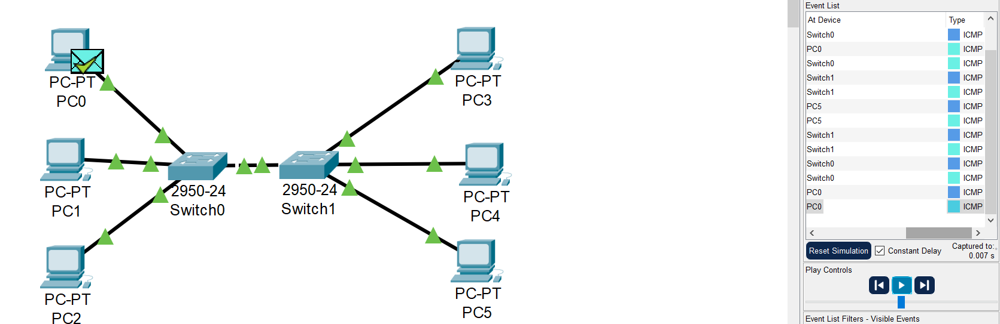 PC-PT
PC0
PC-PT
PC1
PC-PT
PC2
2950-24
Switch0
2950-24
Switch1
PC-PT
PC3
PC-PT
PC4
PC-PT
PC5
Event List
At Device Type
Switch0 ICMP
PC0 ICMP
Switch0 ICMP
Switch1 ICMP
Switch1 ICMP
PC5 ICMP
PC5 ICMP
Switch1 ICMP
Switch1 ICMP
Switch0 ICMP
Switch0 ICMP
PC0 ICMP
PC0 ICMP
Reset Simulation Constant Delay Captured to:
0.007 s
Play Controls
Event List Filters - Visible Events